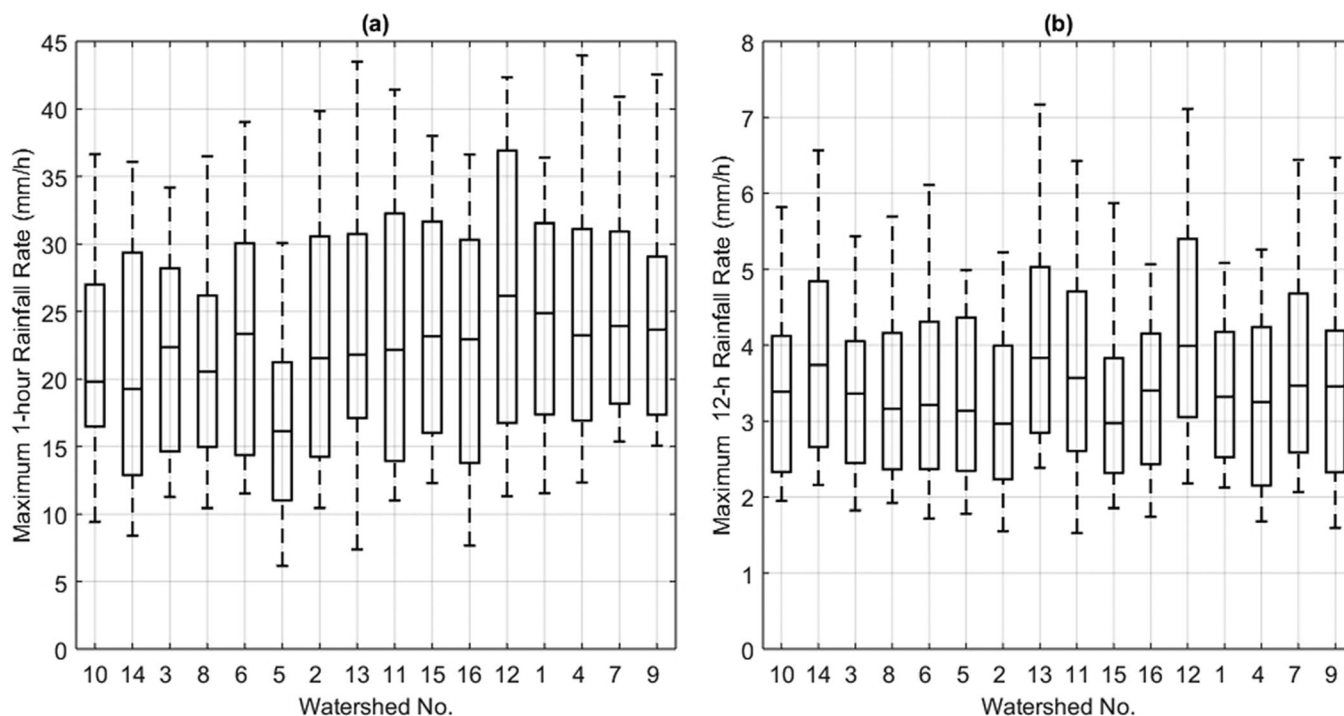 (a)
Maximum 1-hour Rainfall Rate (mm/h)
45
40
35
30
25
20
15
10
5
0
10 14 3 8 6 5 2 13 11 15 16 12 1 4 7 9
Watershed No.
(b)
Maximum 12-h Rainfall Rate (mm/h)
8
7
6
5
4
3
2
1
0
10 14 3 8 6 5 2 13 11 15 16 12 1 4 7 9
Watershed No.